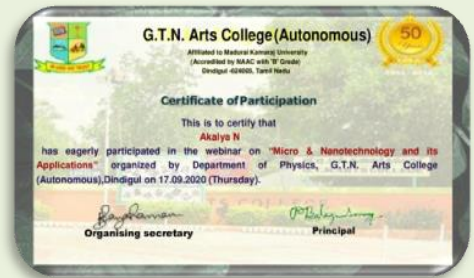 G.T.N. Arts College (Autonomous)
50
Affiliated to Madurai Kamaraj University
(Accredited by NAAC with 'B' Grade)
Dindigul -624005, Tamil Nadu
Certificate of Participation
This is to certify that
Akalya N
has eagerly participated in the webinar on "Micro & Nanotechnology and its
Applications" organized by Department of Physics, G.T.N. Arts College
(Autonomous),Dindigul on 17.09.2020 (Thursday).
Organising secretary
Principal